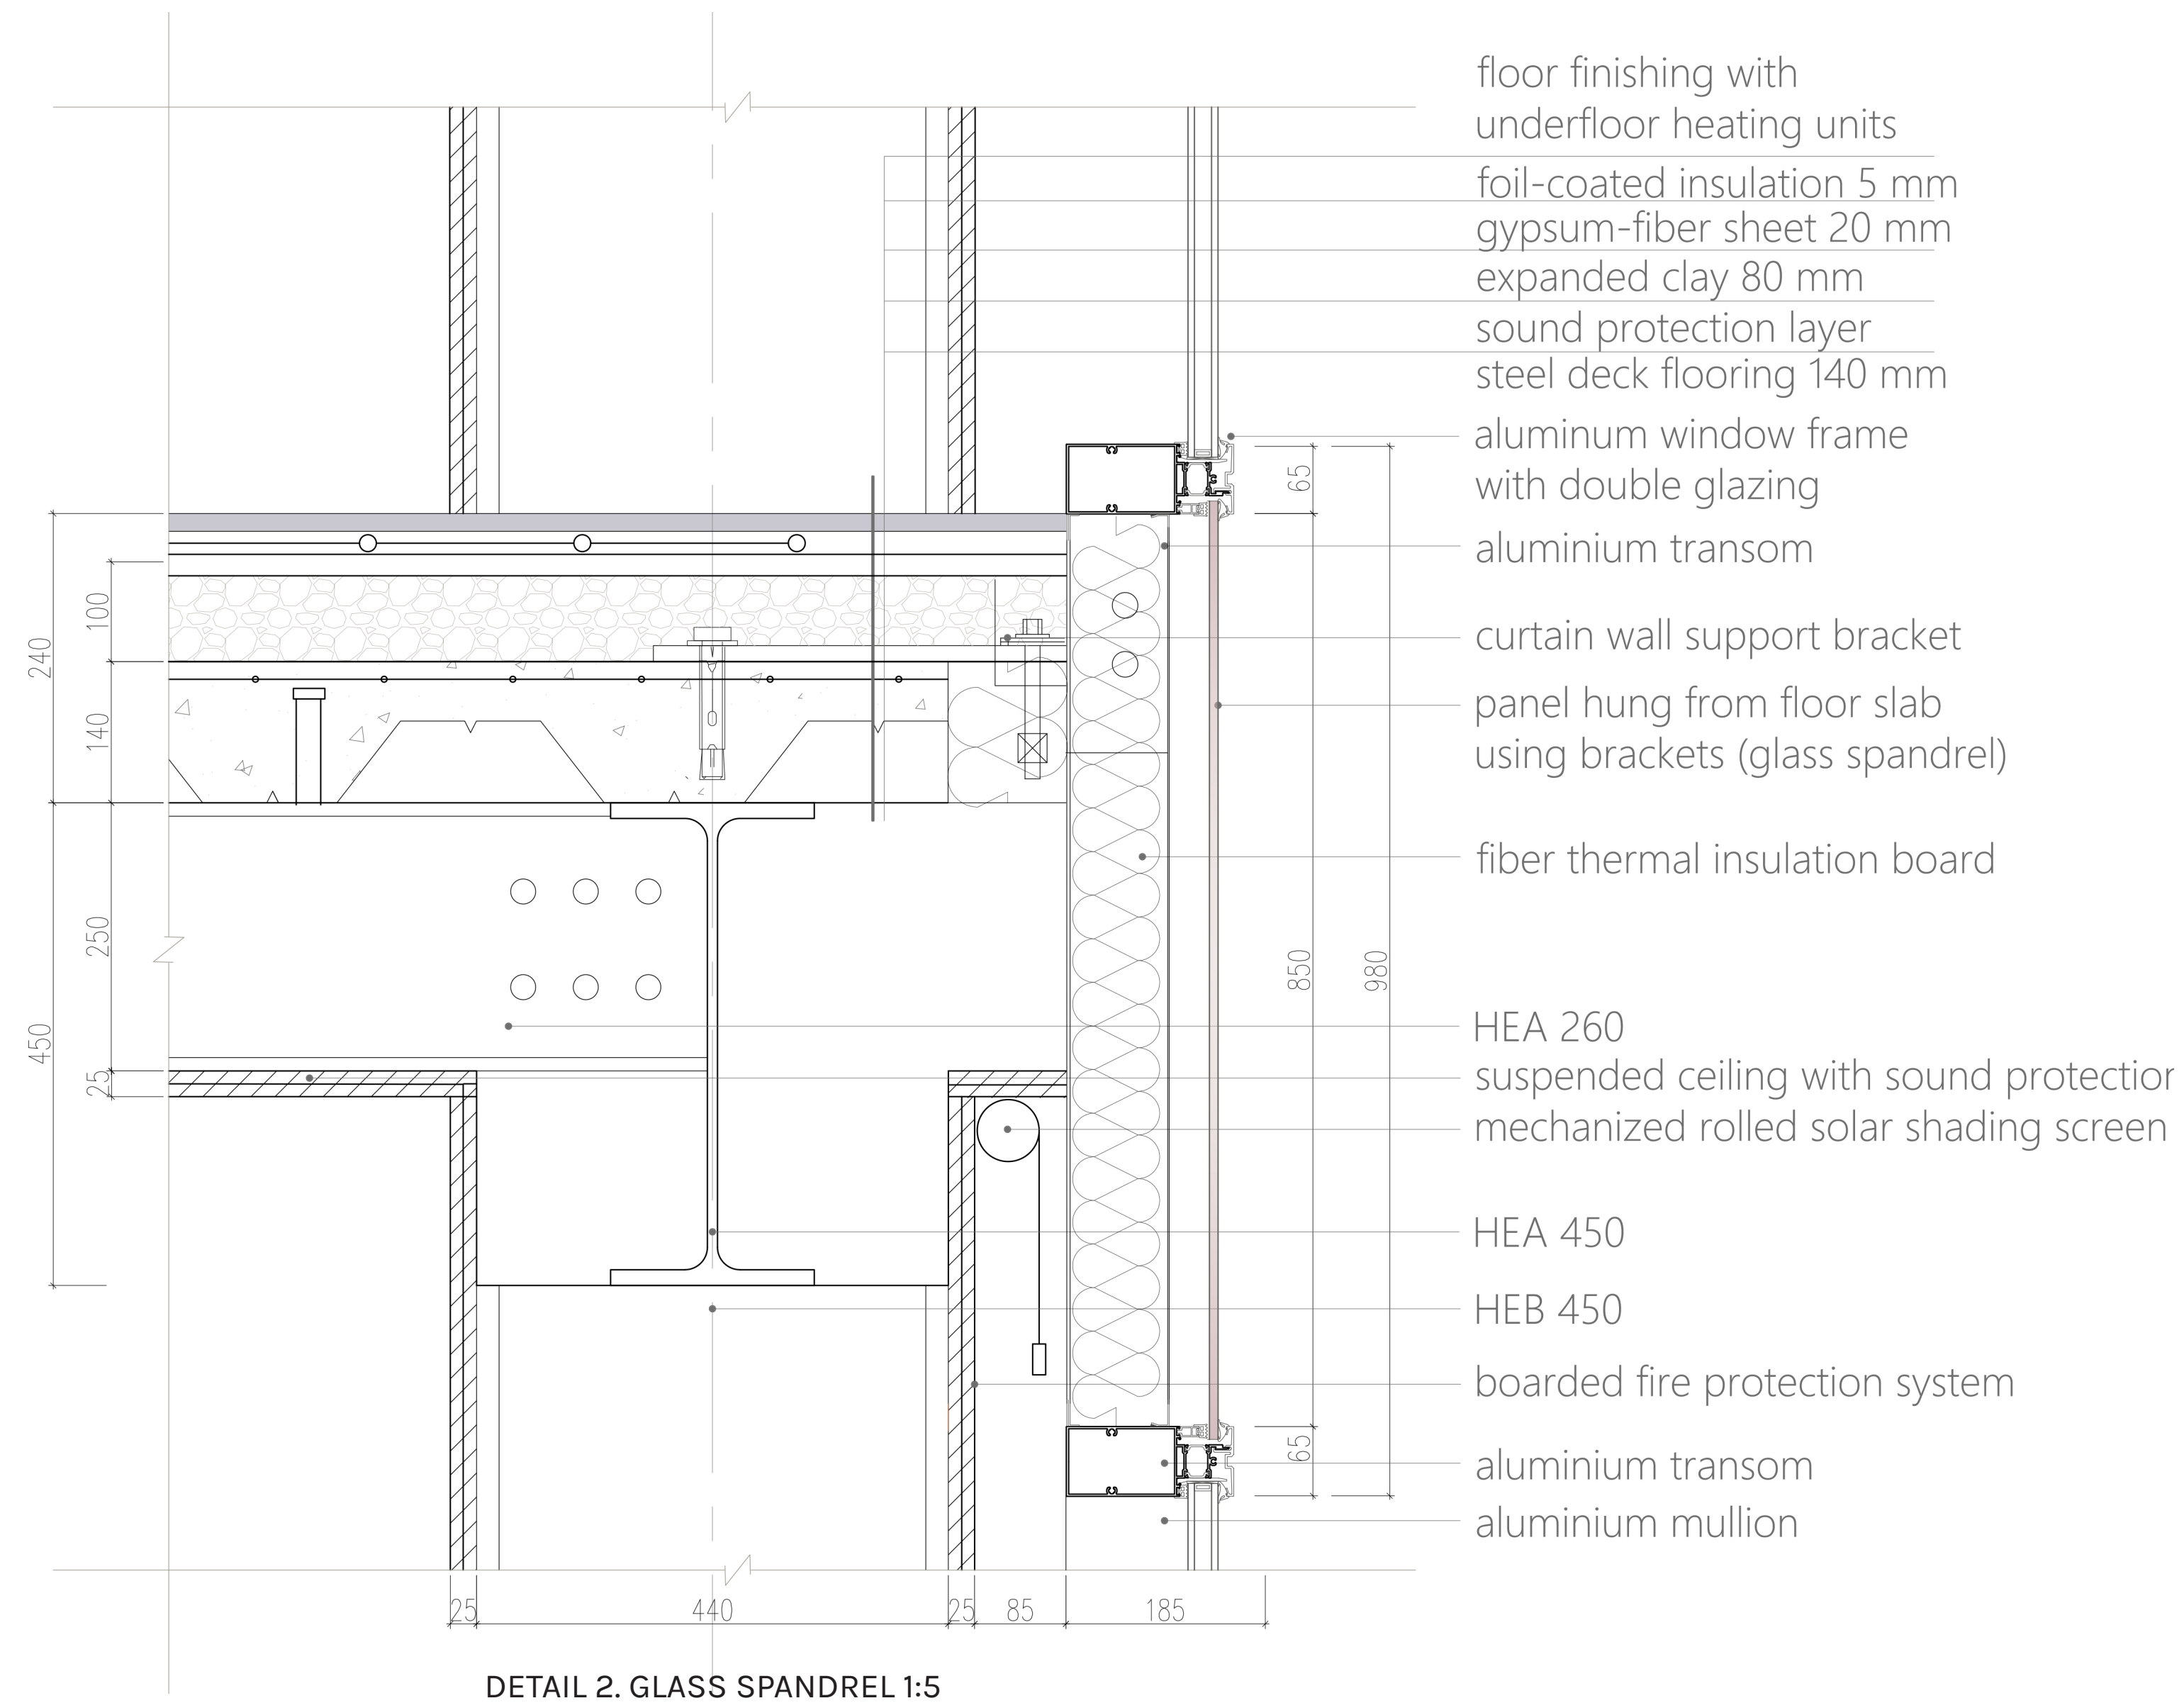 floor finishing with
underfloor heating units
foil-coated insulation 5 mm
gypsum-fiber sheet 20 mm
expanded clay 80 mm
sound protection layer
steel deck flooring 140 mm
aluminum window frame
with double glazing
65
aluminium transom
100
240
curtain wall support bracket
140
panel hung from floor slab
using brackets (glass spandrel)
fiber thermal insulation board
250
850
980
450
HEA 260
25
suspended ceiling with sound protection
mechanized rolled solar shading screen
HEA 450
HEB 450
boarded fire protection system
65
aluminium transom
aluminium mullion
25 440 25 85 185
DETAIL 2. GLASS SPANDREL 1:5